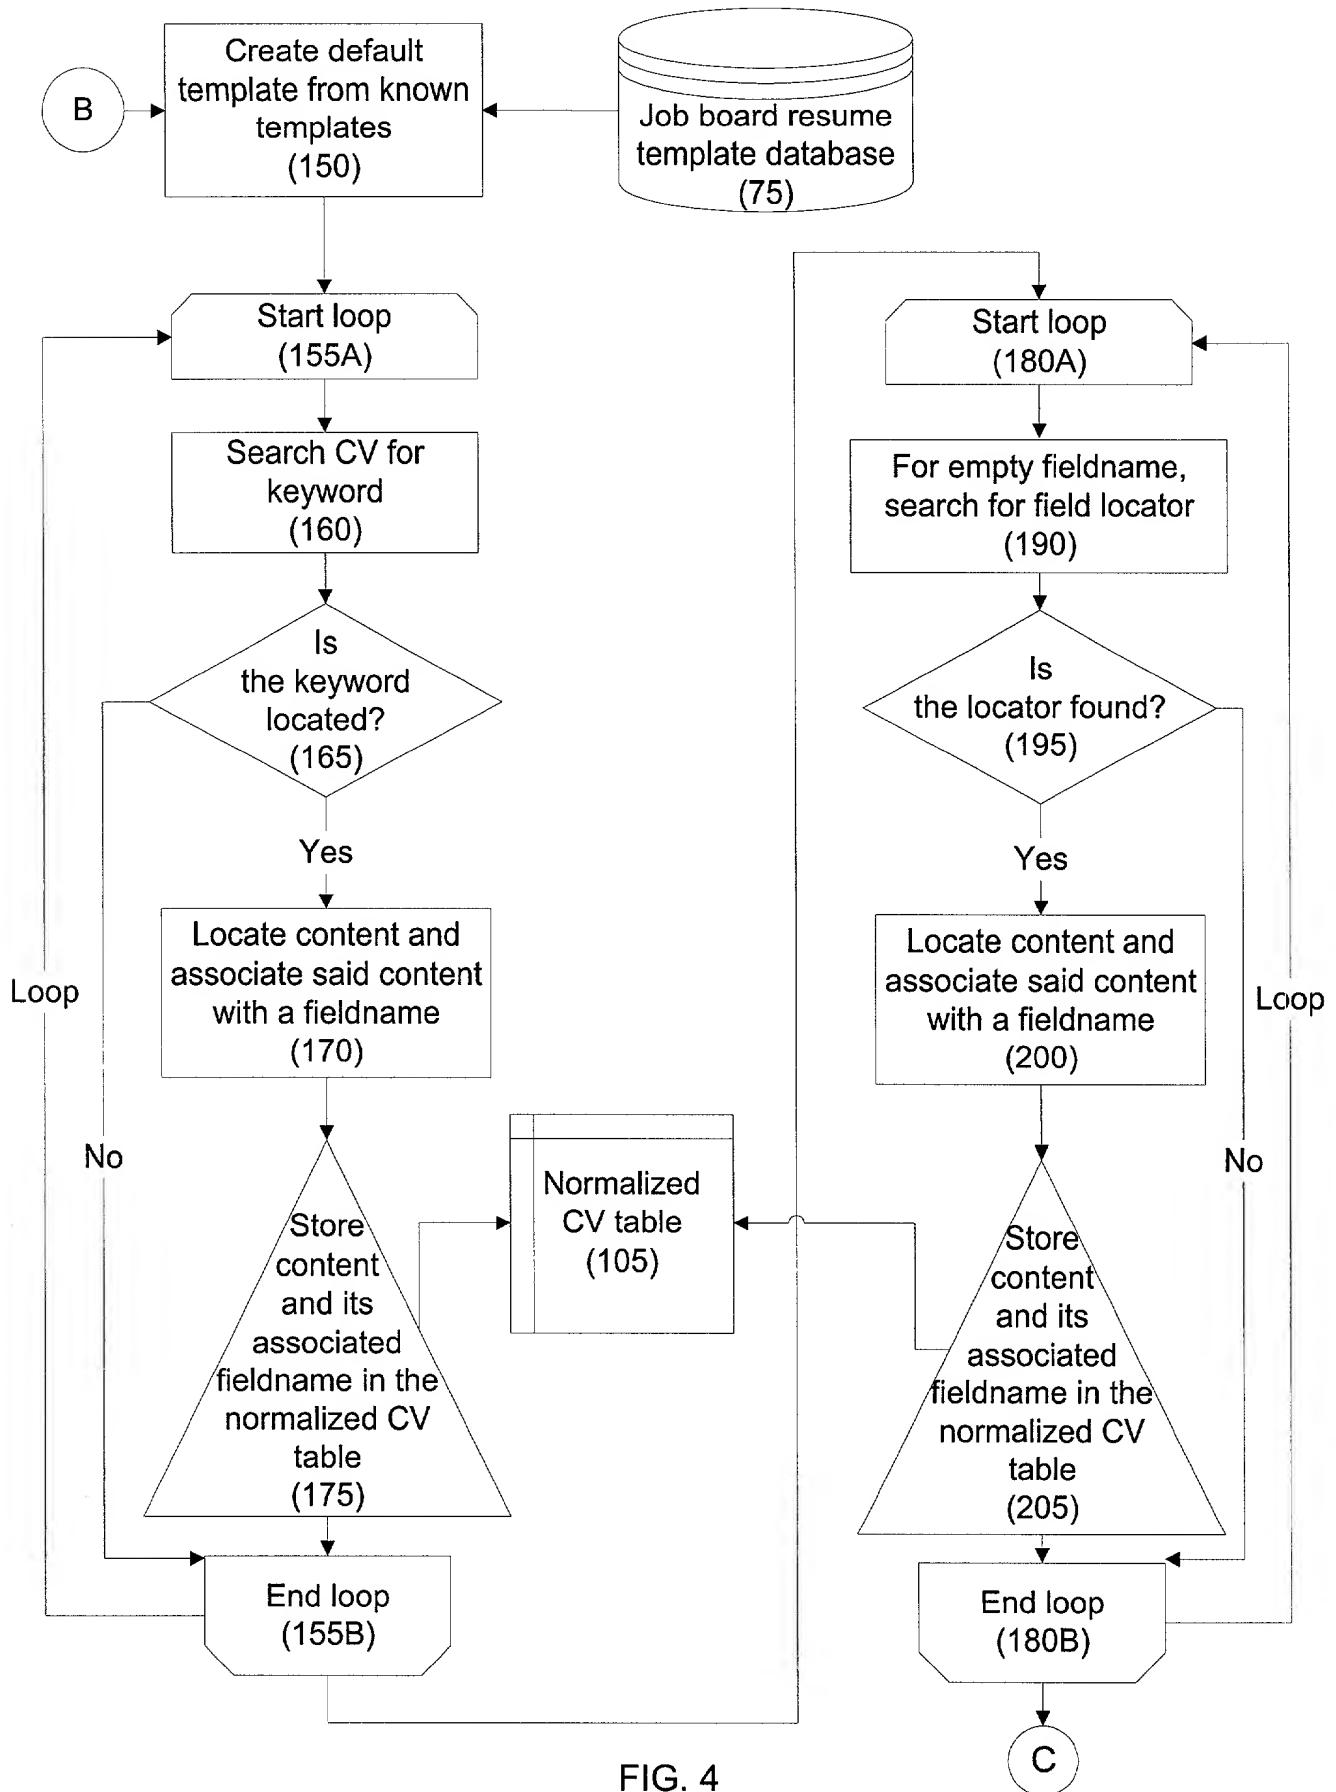 B
Create default
template from known
templates
(150)
Job board resume
template database
(75)
Start loop
(155A)
Search CV for
keyword
(160)
Is
the keyword
located?
(165)
Yes
Locate content and
associate said content
with a fieldname
(170)
Loop
No
Store
content
and its
associated
fieldname in the
normalized CV
table
(175)
End loop
(155B)
Normalized
CV table
(105)
Start loop
(180A)
For empty fieldname,
search for field locator
(190)
Is
the locator found?
(195)
Yes
Locate content and
associate said content
with a fieldname
(200)
Loop
No
Store
content
and its
associated
fieldname in the
normalized CV
table
(205)
End loop
(180B)
C
FIG. 4